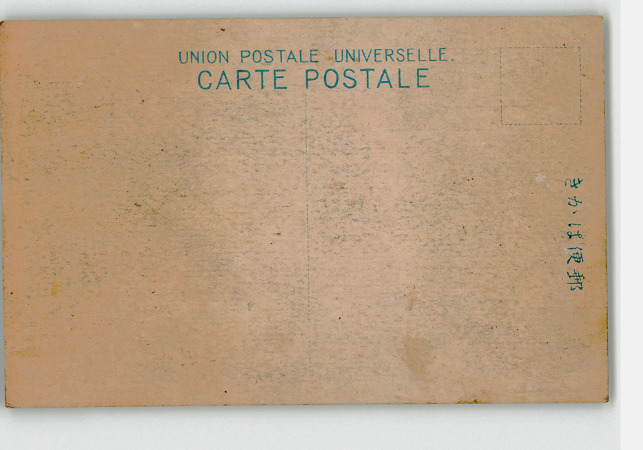 UNION POSTALE UNIVERSELLE.
CARTE POSTALE
きかは便郵